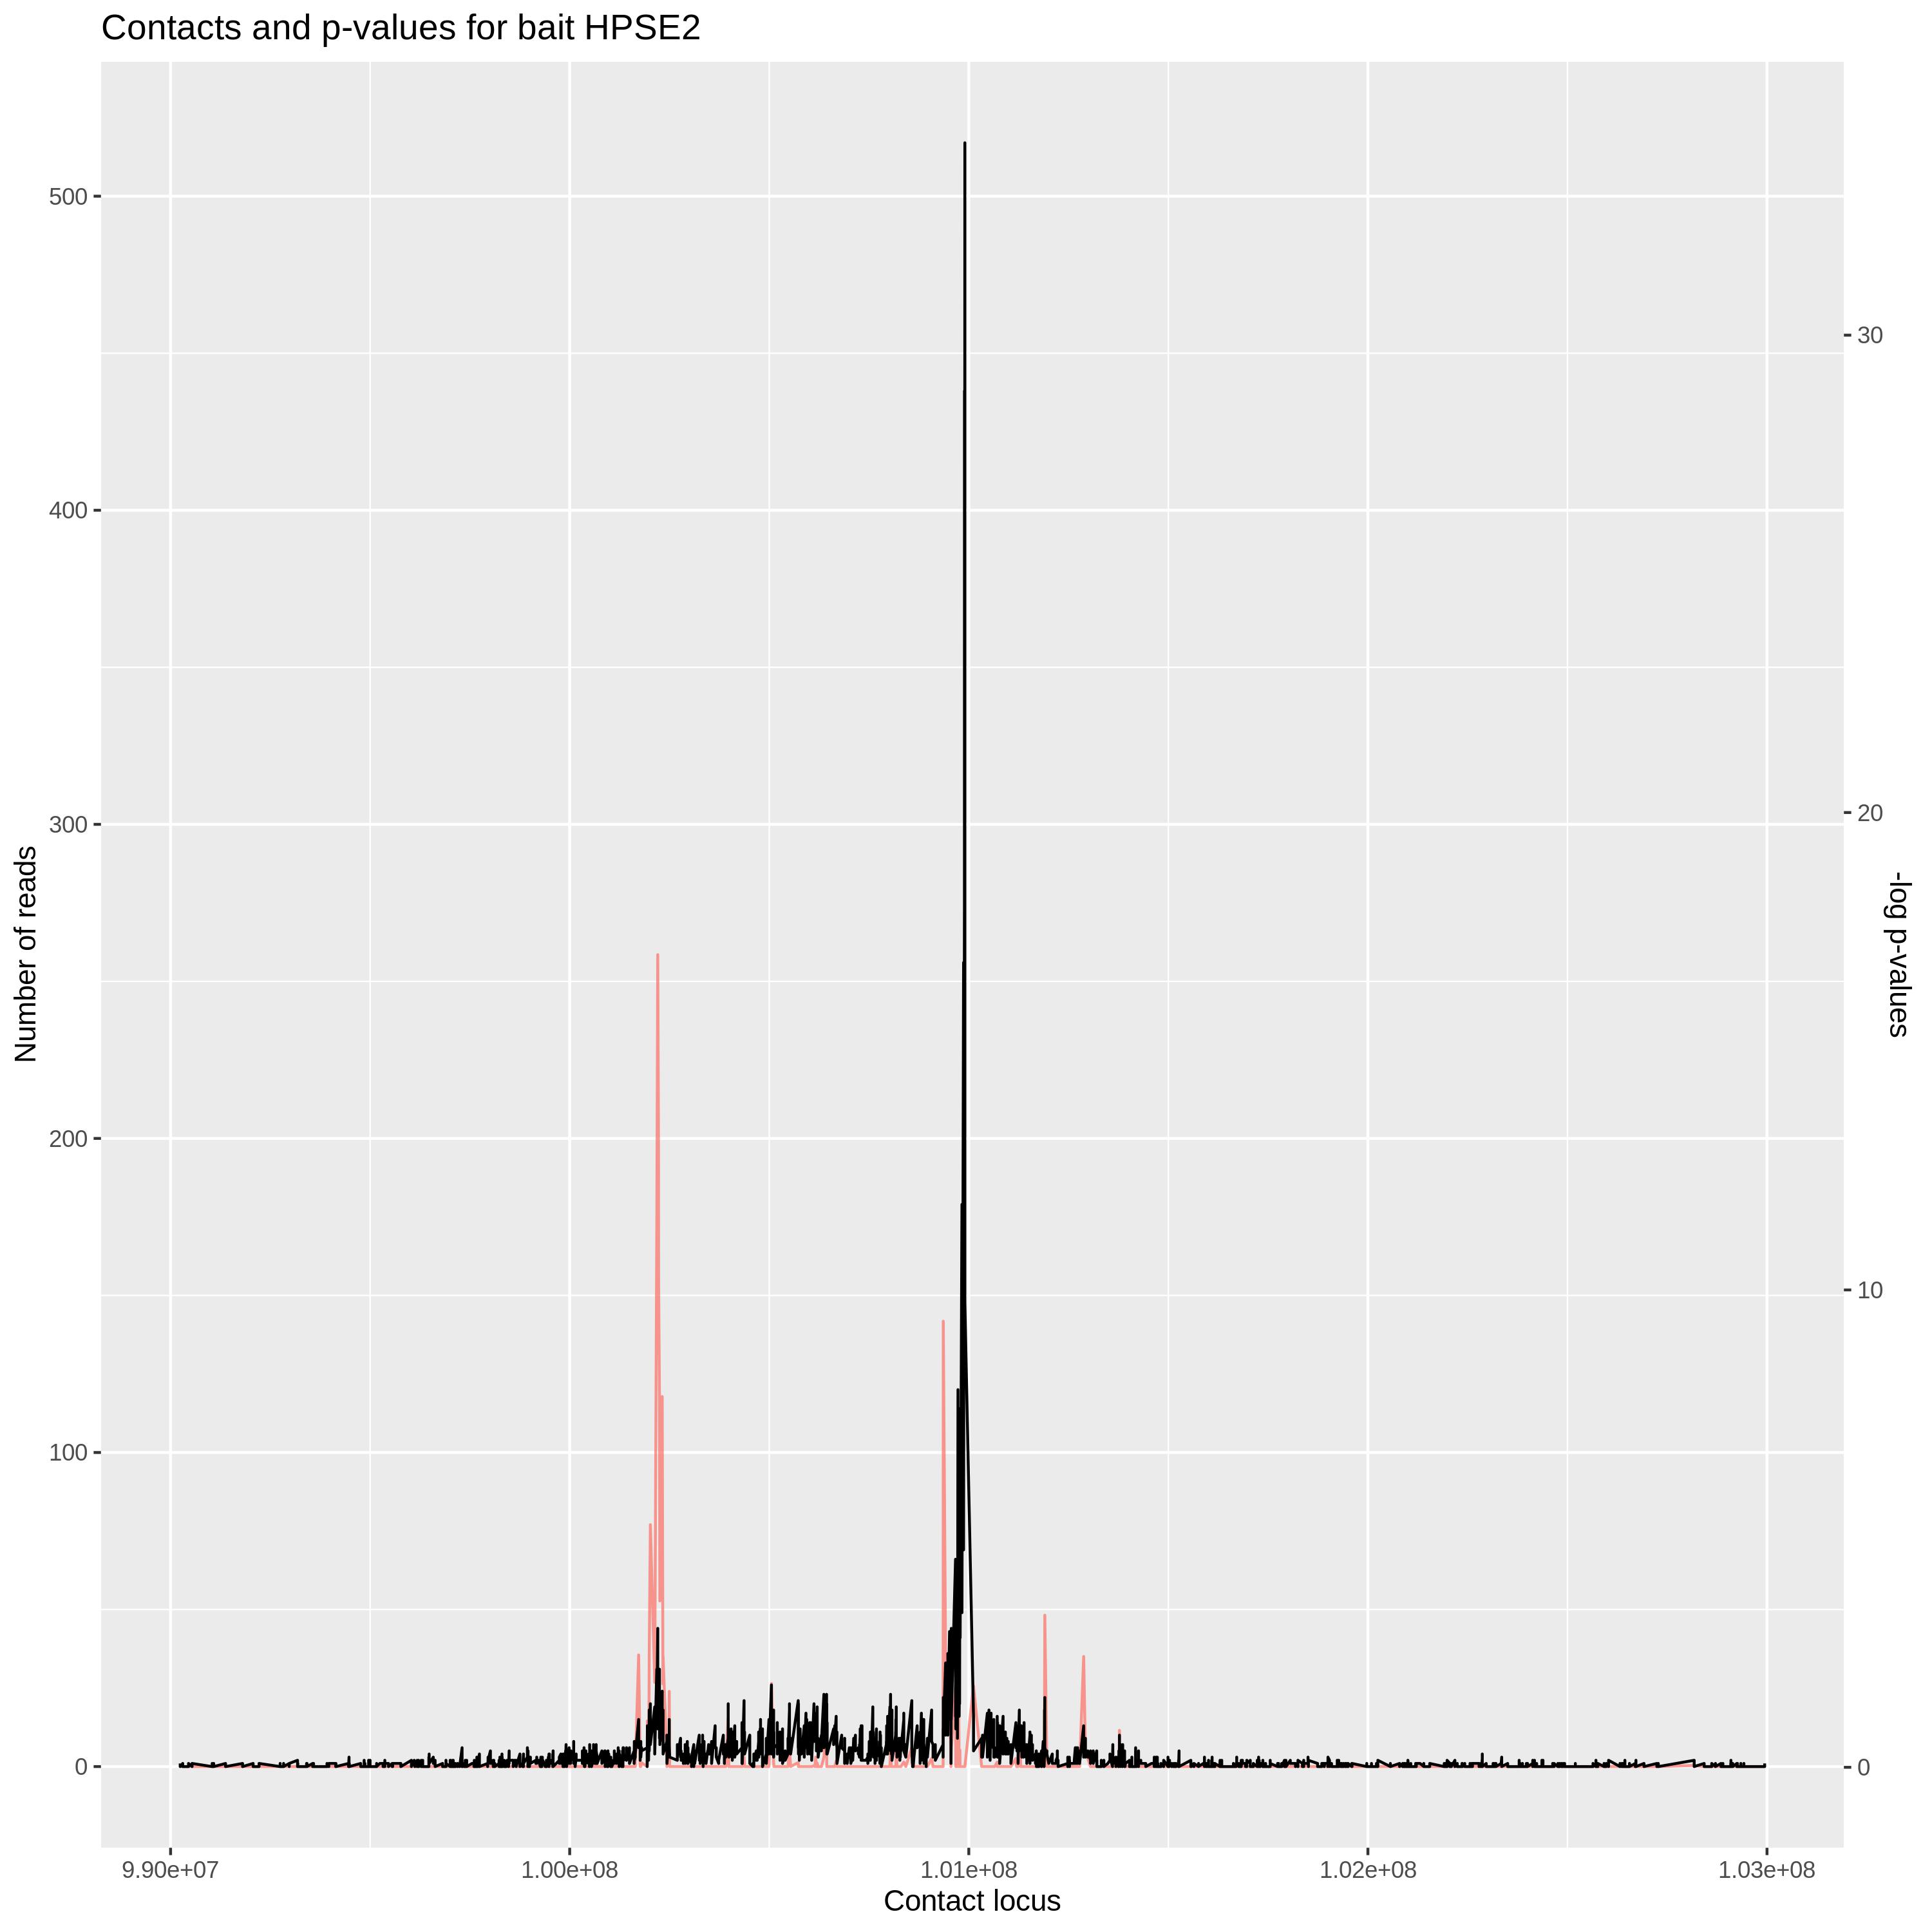 Contacts and p-values for bait HPSE2
Number of reads
500
400
300
200
100
0
30
20
10
0
-log p-values
9.90e+07
1.00e+08
1.01e+08
1.02e+08
1.03e+08
Contact locus